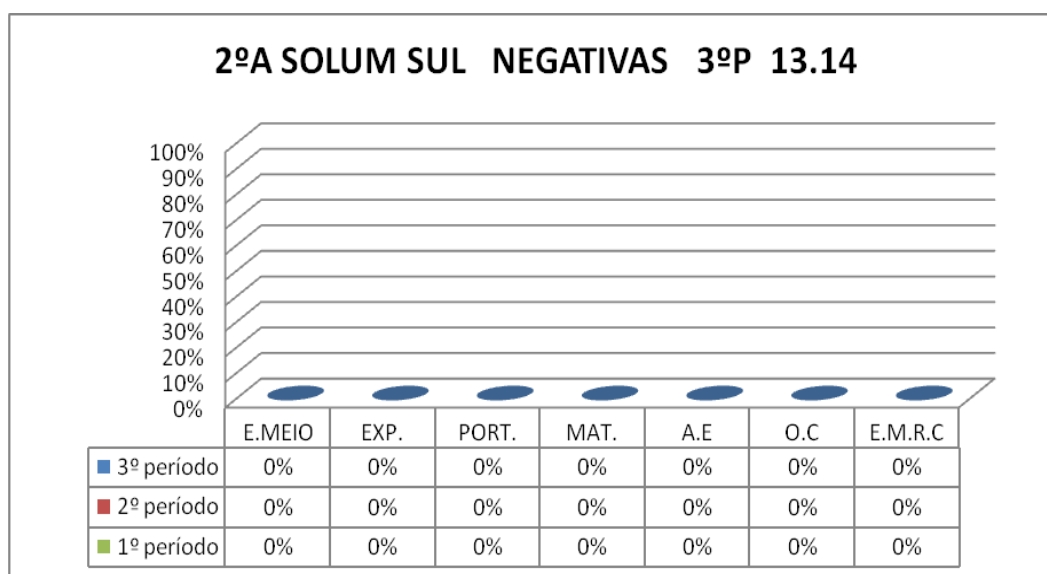 2ºA SOLUM SUL NEGATIVAS 3ºP 13.14
100%
90%
80%
70%
60%
50%
40%
30%
20%
10%
0%
E.MEIO EXP. PORT. MAT. A.E O.C E.M.R.C
3º período 0% 0% 0% 0% 0% 0% 0%
2º período 0% 0% 0% 0% 0% 0% 0%
1º período 0% 0% 0% 0% 0% 0% 0%